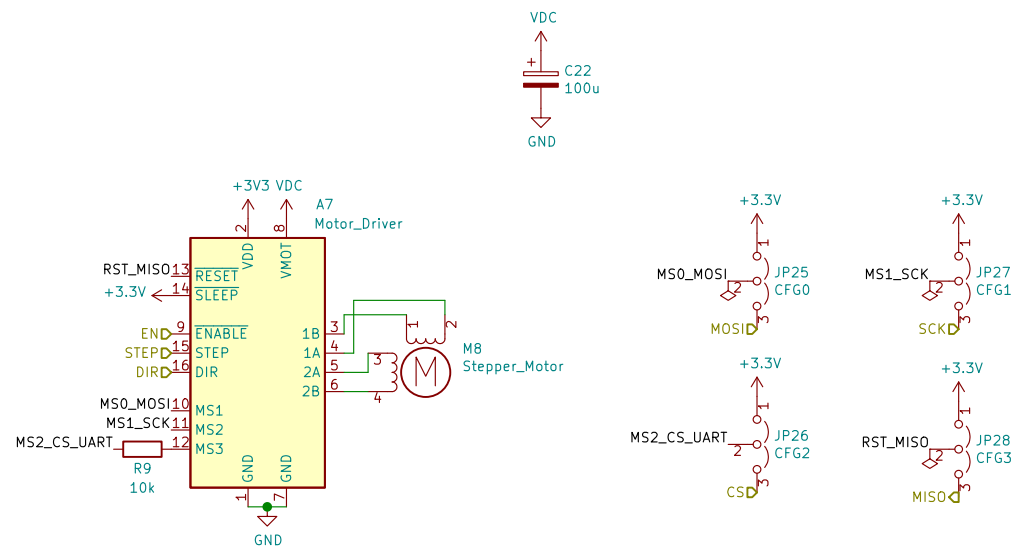 VDC
+
C22
100u
GND
+3V3 VDC
A7
Motor_Driver
2
8
VDD
VMOT
RST_MISO 13 RESET
+3.3V 14 SLEEP
EN 9 ENABLE
STEP 15 STEP
DIR 16 DIR
MS0_MOSI 10 MS1
MS1_SCK 11 MS2
MS2_CS_UART 12 MS3
R9
10k
1B 3
1A 4
2A 5
2B 6
1
2
3
4
M
M8
Stepper_Motor
GND
GND
1
7
GND
+3.3V
1
MS0_MOSI
2
JP25
CFG0
3
MOSI
+3.3V
1
MS1_SCK
2
JP27
CFG1
3
SCK
+3.3V
1
MS2_CS_UART
2
JP26
CFG2
3
CS
+3.3V
1
RST_MISO
2
JP28
CFG3
3
MISO